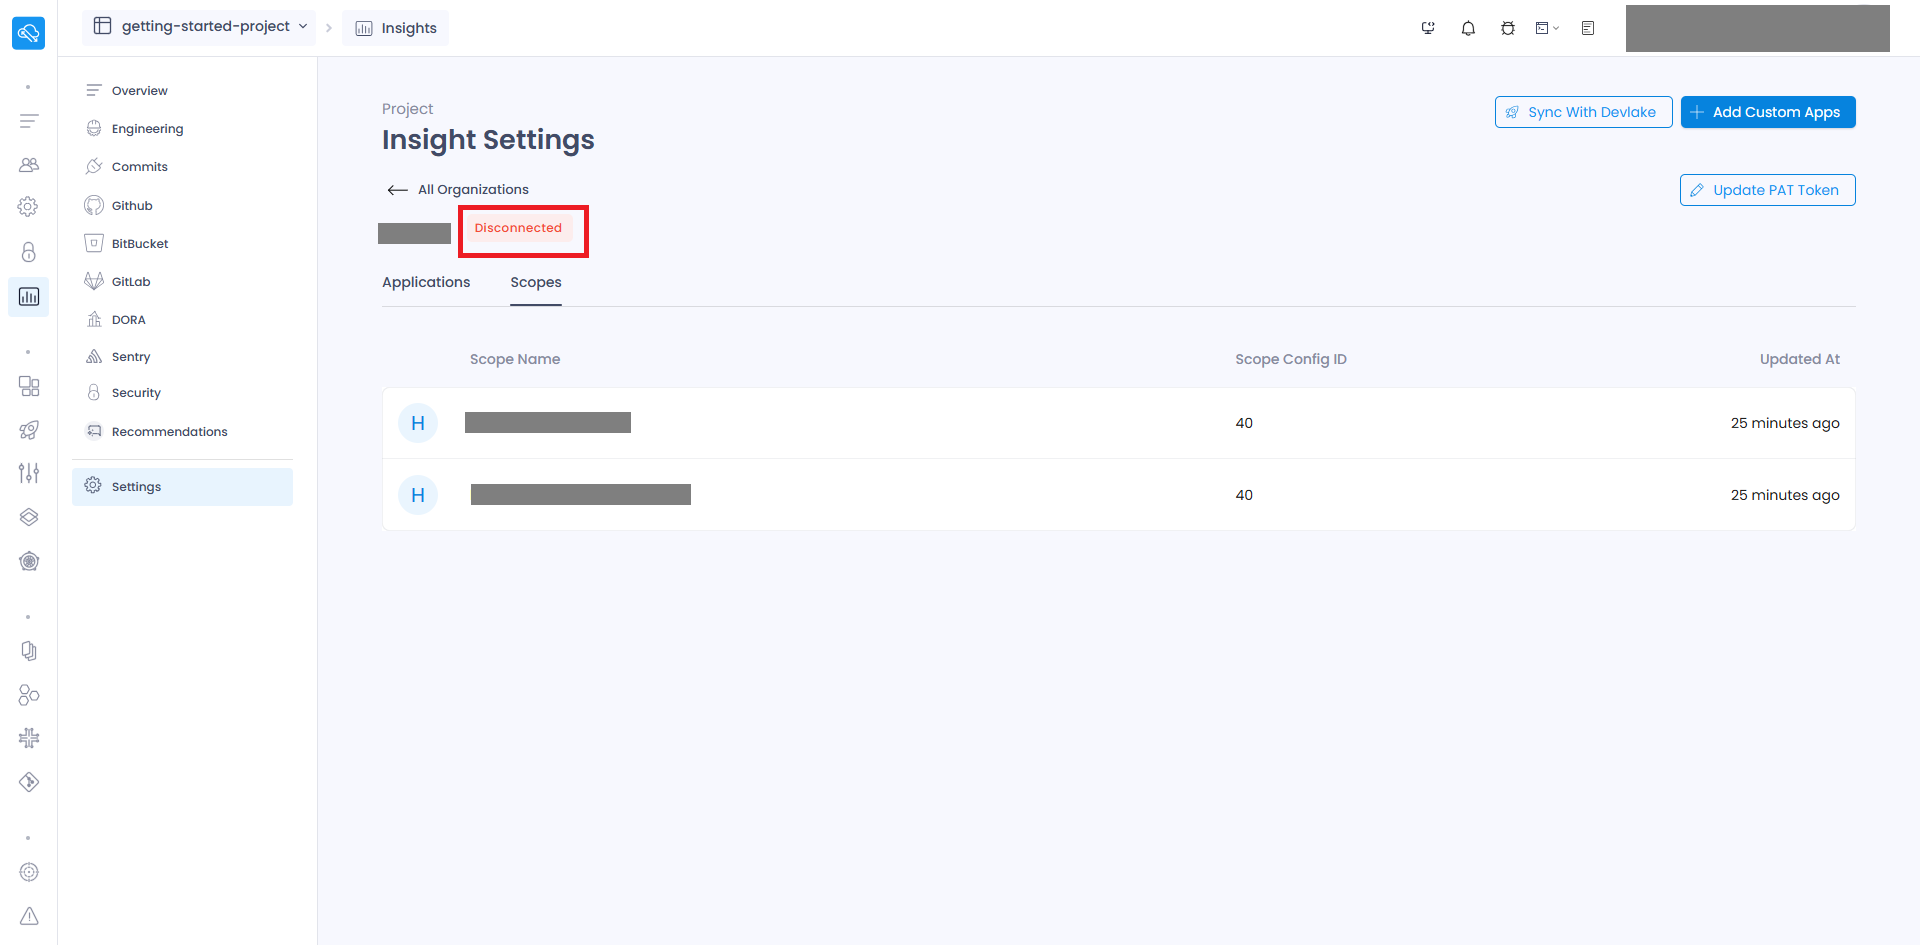 getting-started-project
Insights
Overview
Engineering
Commits
Github
BitBucket
GitLab
DORA
Sentry
Security
Recommendations
Settings
Project
Insight Settings
Sync With Devlake
Add Custom Apps
All Organizations
Update PAT Token
Disconnected
Applications
Scopes
Scope Name
Scope Config ID
Updated At
H
40
25 minutes ago
H
40
25 minutes ago